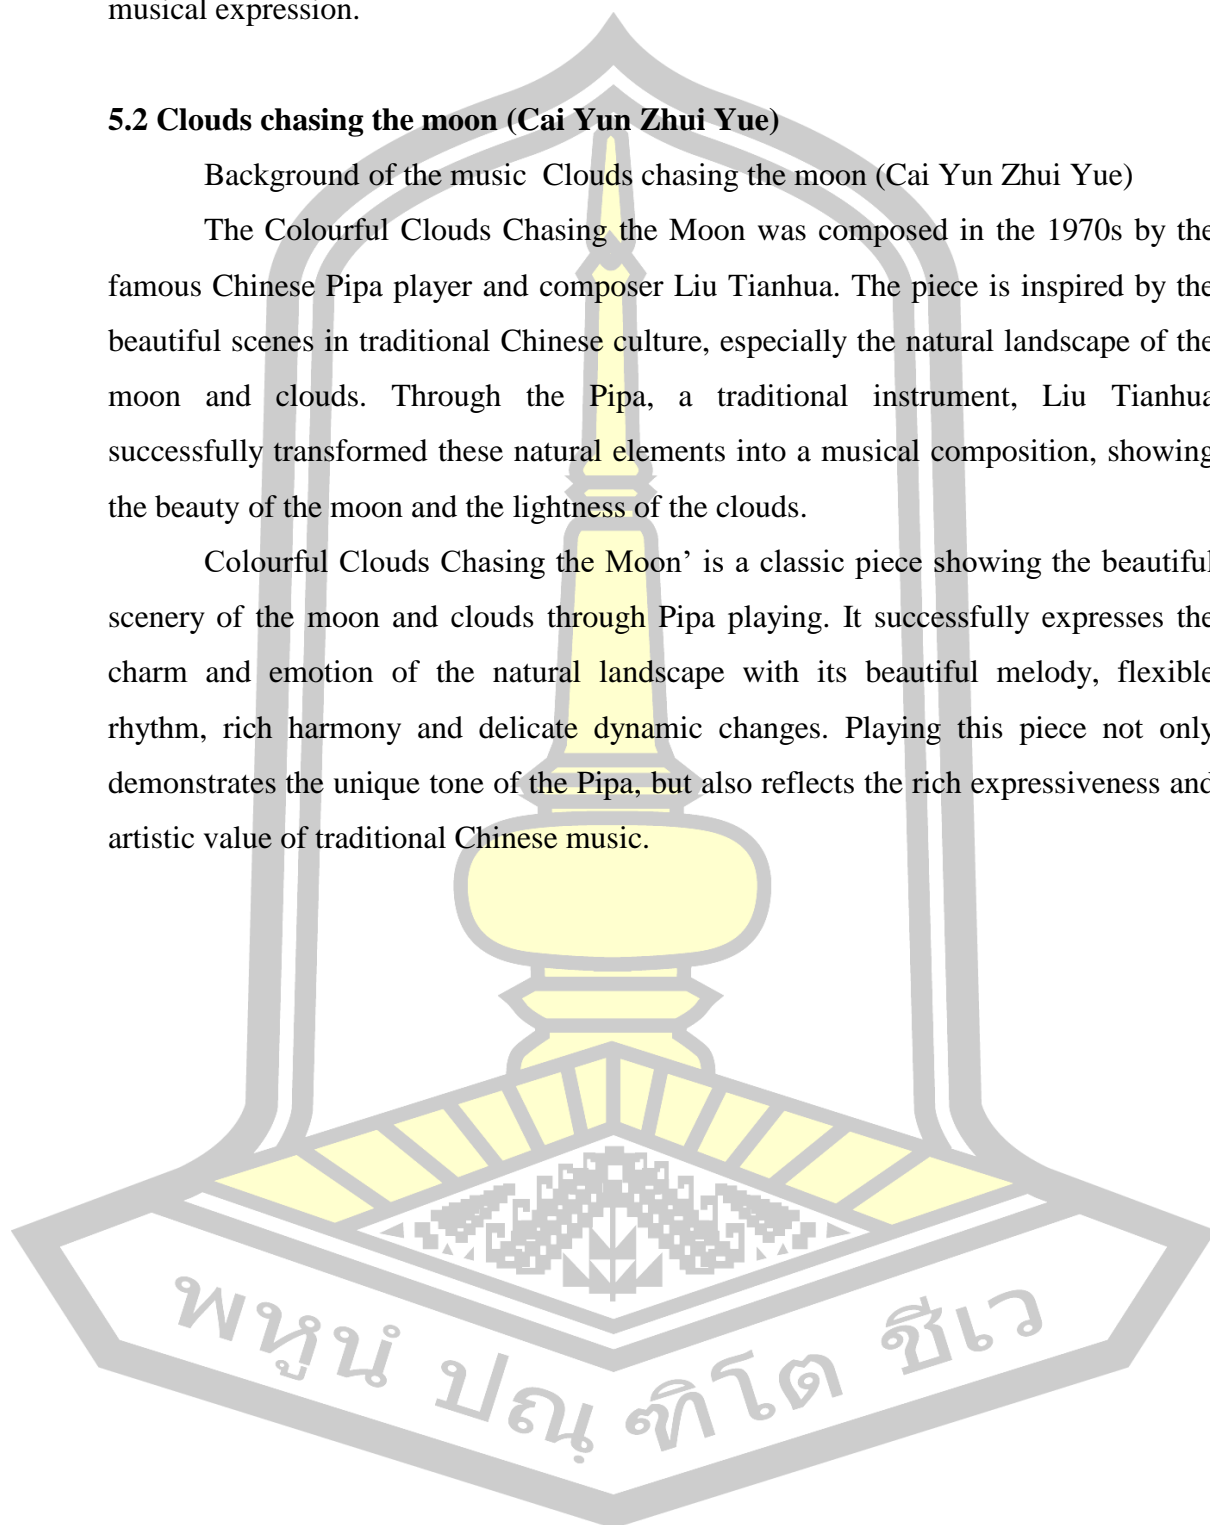 musical expression.
5.2 Clouds chasing the moon (Cai Yun Zhui Yue)
Background of the music Clouds chasing the moon (Cai Yun Zhui Yue)
The Colourful Clouds Chasing the Moon was composed in the 1970s by the
famous Chinese Pipa player and composer Liu Tianhua. The piece is inspired by the
beautiful scenes in traditional Chinese culture, especially the natural landscape of the
moon and clouds. Through the Pipa, a traditional instrument, Liu Tianhua
successfully transformed these natural elements into a musical composition, showing
the beauty of the moon and the lightness of the clouds.
Colourful Clouds Chasing the Moon’ is a classic piece showing the beautiful
scenery of the moon and clouds through Pipa playing. It successfully expresses the
charm and emotion of the natural landscape with its beautiful melody, flexible
rhythm, rich harmony and delicate dynamic changes. Playing this piece not only
demonstrates the unique tone of the Pipa, but also reflects the rich expressiveness and
artistic value of traditional Chinese music.
พหูนํ ปณฺฑิโต ชีเว